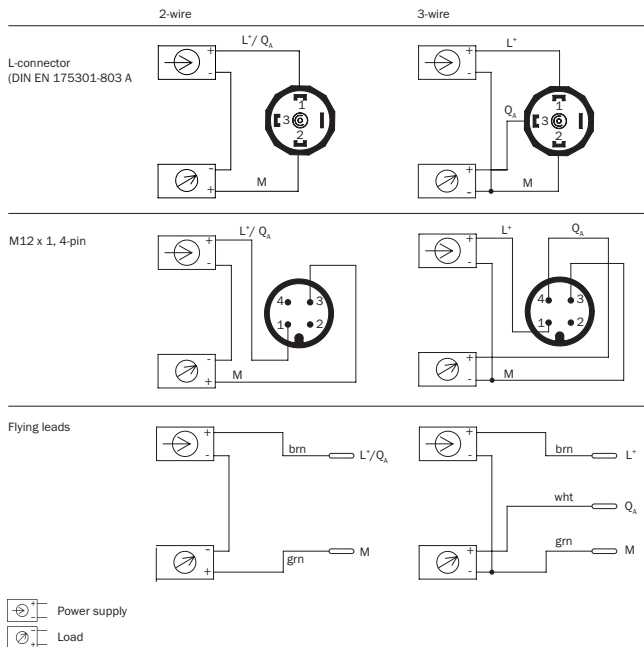 2-wire 3-wire
L-connector
(DIN EN 175301-803 A
+ L⁺/ Q_A
-
1
3
2
-
+ M
+ L⁺
-
1
Q_A 3
2
+
- M
M12 x 1, 4-pin
+ L⁺/ Q_A
-
4 3
1 2
-
+ M
+ L⁺ Q_A
-
4 3
1 2
+
- M
Flying leads
+ brn L⁺/Q_A
-
-
+ grn M
+ brn L⁺
-
wht Q_A
+ grn M
-
+
- Power supply
-
+ Load